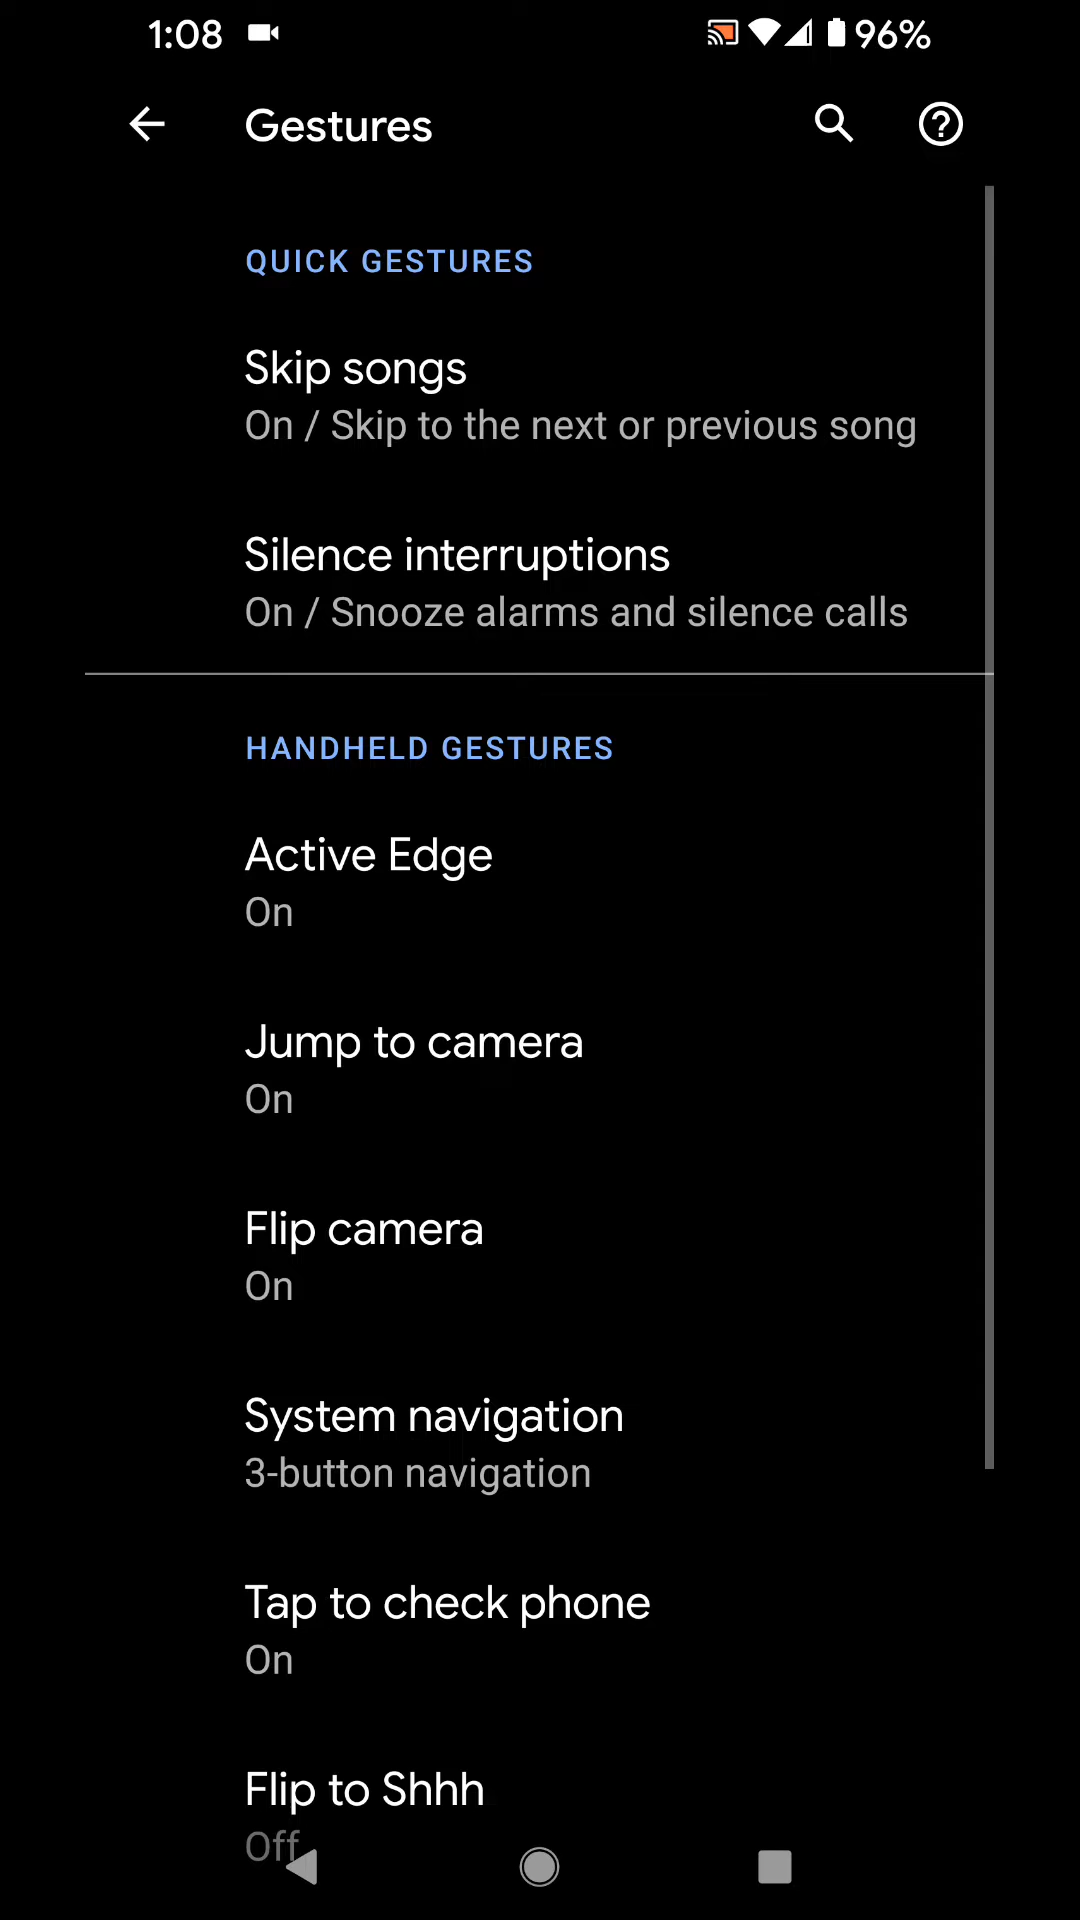 1:08 96%
Gestures
QUICK GESTURES
Skip songs
On / Skip to the next or previous song
Silence interruptions
On / Snooze alarms and silence calls
HANDHELD GESTURES
Active Edge
On
Jump to camera
On
Flip camera
On
System navigation
3-button navigation
Tap to check phone
On
Flip to Shhh
Off